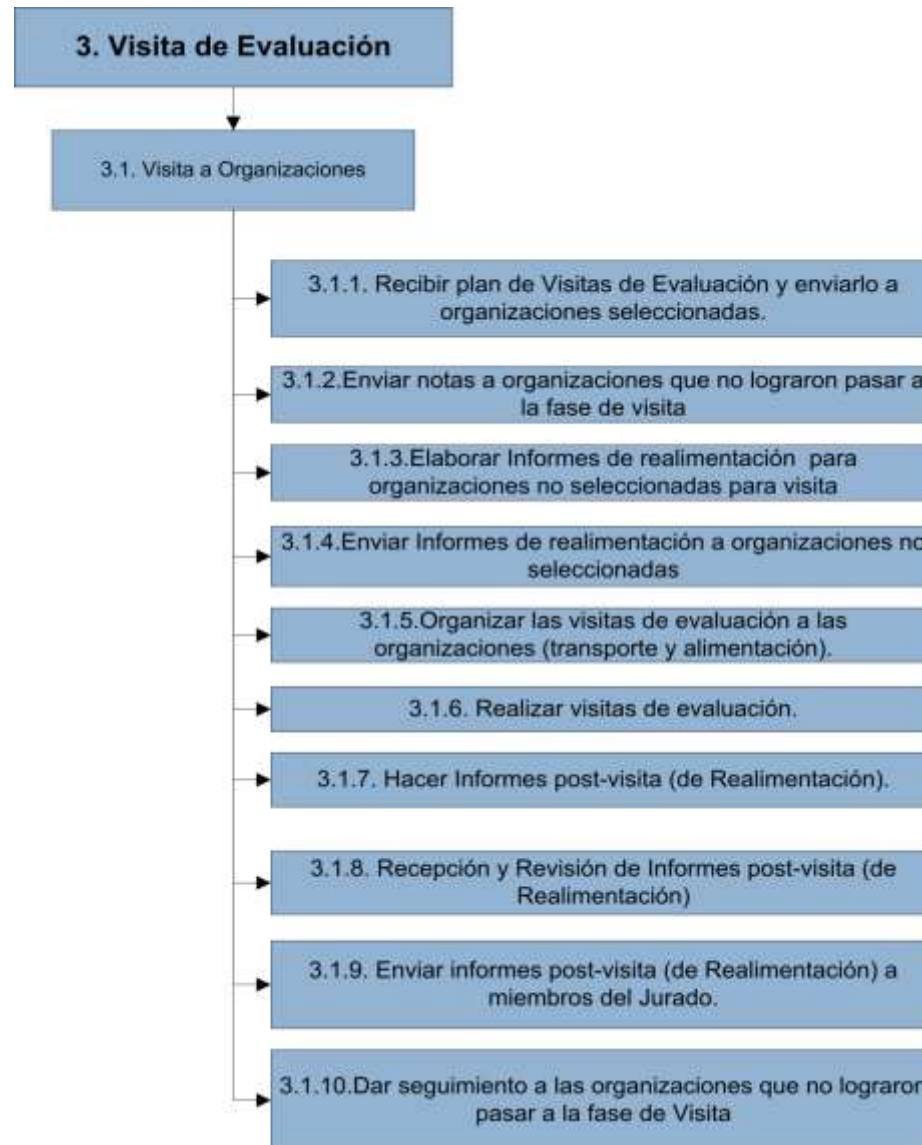 3. Visita de Evaluación
3.1. Visita a Organizaciones
3.1.1. Recibir plan de Visitas de Evaluación y enviarlo a
organizaciones seleccionadas.
3.1.2.Enviar notas a organizaciones que no lograron pasar a
la fase de visita
3.1.3.Elaborar Informes de realimentación para
organizaciones no seleccionadas para visita
3.1.4.Enviar Informes de realimentación a organizaciones no
seleccionadas
3.1.5.Organizar las visitas de evaluación a las
organizaciones (transporte y alimentación).
3.1.6. Realizar visitas de evaluación.
3.1.7. Hacer Informes post-visita (de Realimentación).
3.1.8. Recepción y Revisión de Informes post-visita (de
Realimentación)
3.1.9. Enviar informes post-visita (de Realimentación) a
miembros del Jurado.
3.1.10.Dar seguimiento a las organizaciones que no lograron
pasar a la fase de Visita